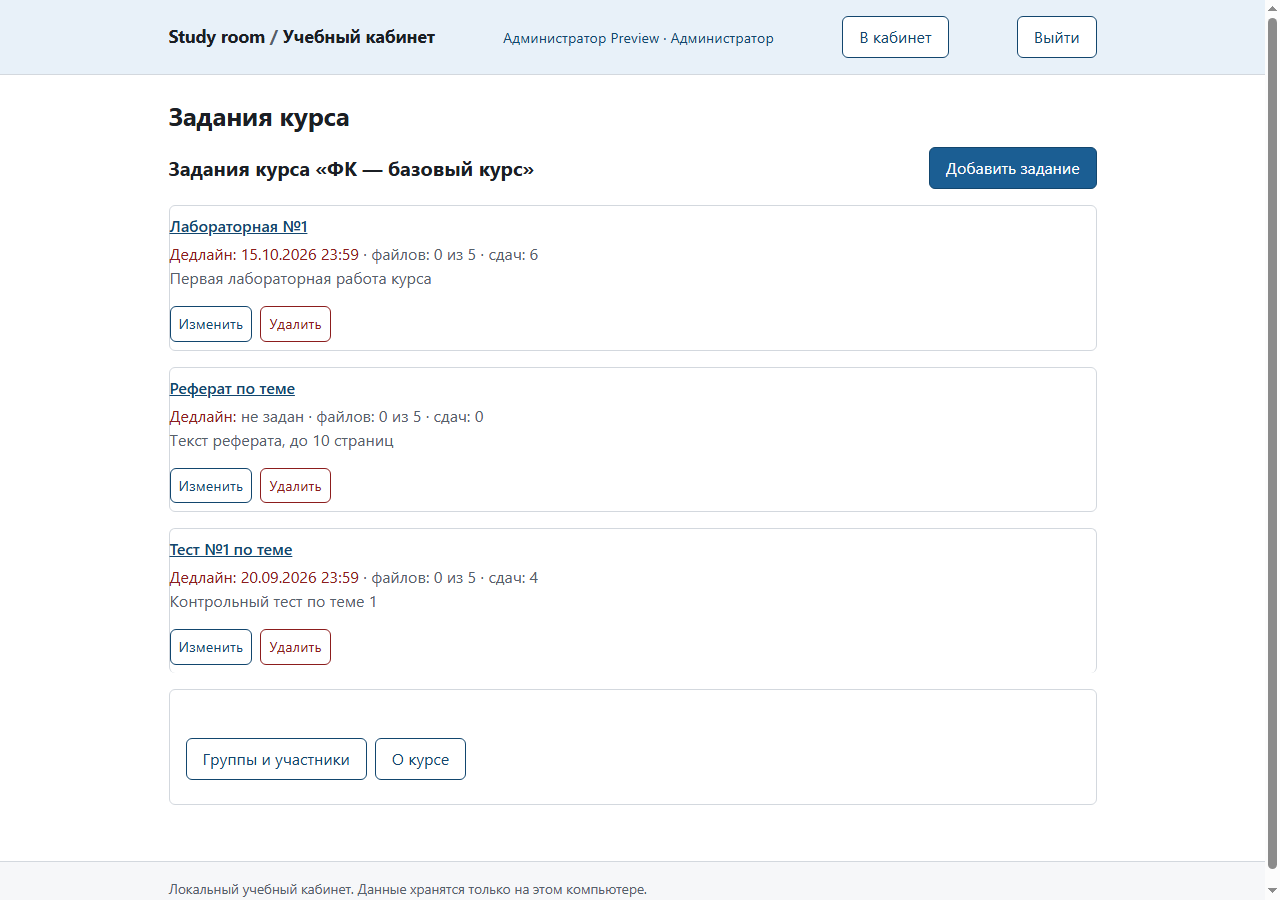 Study room / Учебный кабинет
Администратор Preview · Администратор
В кабинет
Выйти
Задания курса
Задания курса «ФК — базовый курс»
Добавить задание
Лабораторная №1
Дедлайн: 15.10.2026 23:59 · файлов: 0 из 5 · сдач: 6
Первая лабораторная работа курса
Изменить
Удалить
Реферат по теме
Дедлайн: не задан · файлов: 0 из 5 · сдач: 0
Текст реферата, до 10 страниц
Изменить
Удалить
Тест №1 по теме
Дедлайн: 20.09.2026 23:59 · файлов: 0 из 5 · сдач: 4
Контрольный тест по теме 1
Изменить
Удалить
Группы и участники
О курсе
Локальный учебный кабинет. Данные хранятся только на этом компьютере.